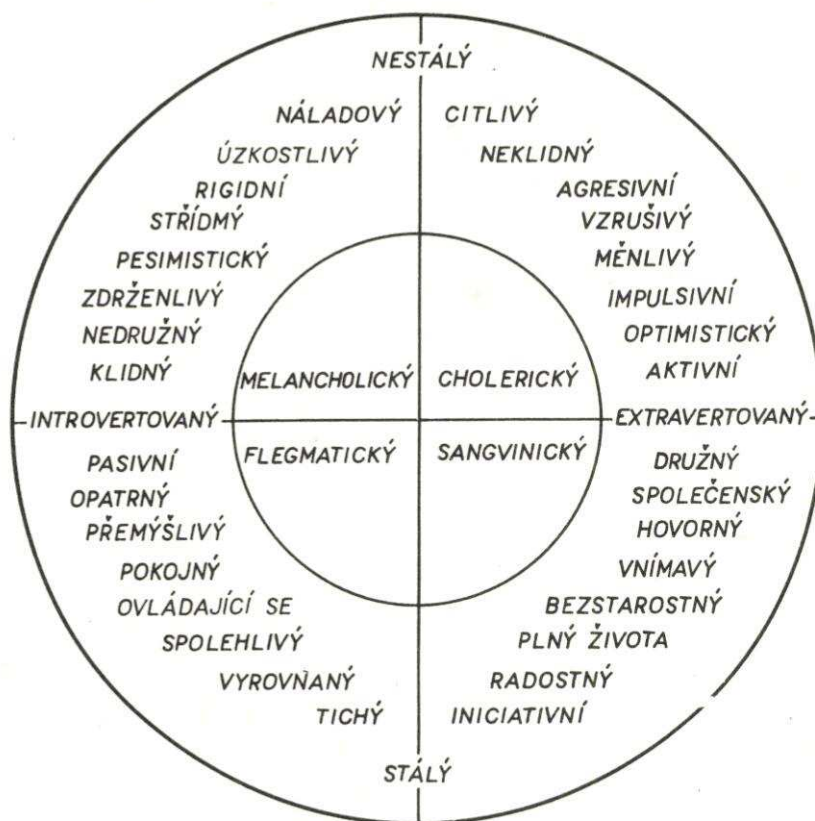 NESTÁLÝ
NÁLADOVÝ CITLIVÝ
ÚZKOSTLIVÝ NEKLIDNÝ
RIGIDNÍ AGRESIVNÍ
STŘÍDMÝ VZRUŠIVÝ
PESIMISTICKÝ MĚNLIVÝ
ZDRŽENLIVÝ IMPULSIVNÍ
NEDRUŽNÝ OPTIMISTICKÝ
KLIDNÝ MELANCHOLICKÝ CHOLERICKÝ AKTIVNÍ
INTROVERTOVANÝ EXTRAVERTOVANÝ
PASIVNÍ FLEGMATICKÝ SANGVINICKÝ DRUŽNÝ
OPATRNÝ SPOLEČENSKÝ
PŘEMÝŠLIVÝ HOVORNÝ
POKOJNÝ VNÍMAVÝ
OVLÁDAJÍCÍ SE BEZSTAROSTNÝ
SPOLEHLIVÝ PLNÝ ŽIVOTA
VYROVŇANÝ RADOSTNÝ
TICHÝ INICIATIVNÍ
STÁLÝ